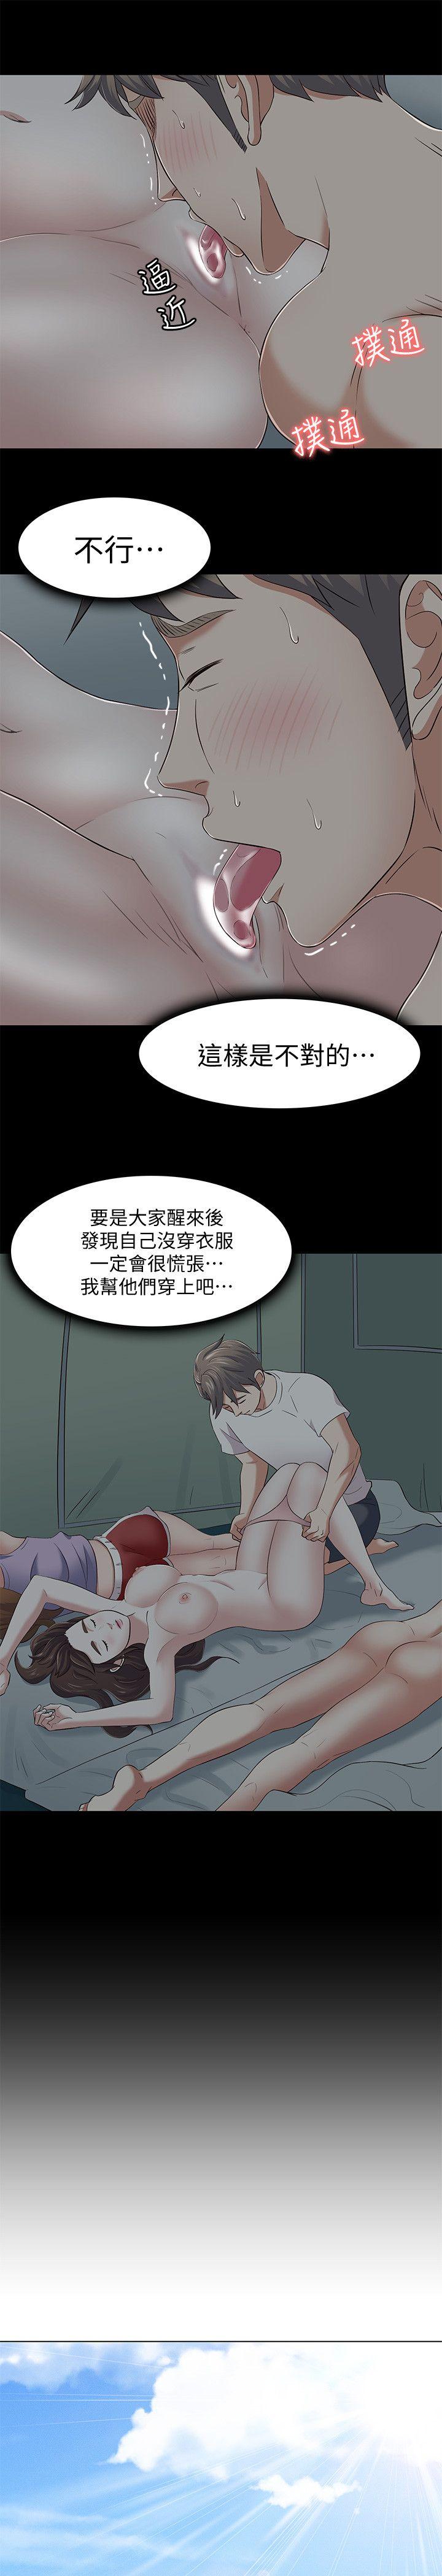 逼近
撲通
撲通
不行⋯
這樣是不對的⋯
要是大家醒來後
發現自己沒穿衣服
一定會很慌張⋯
我幫他們穿上吧⋯